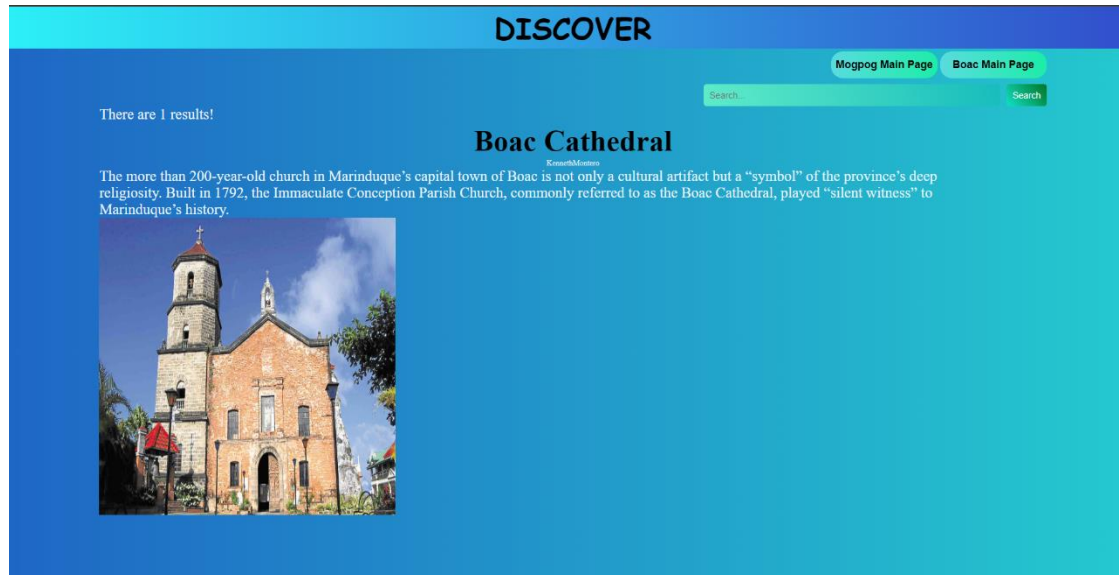 DISCOVER
Mogpog Main Page
Boac Main Page
Search...
Search
There are 1 results!
Boac Cathedral
KennethMontero
The more than 200-year-old church in Marinduque’s capital town of Boac is not only a cultural artifact but a “symbol” of the province’s deep
religiosity. Built in 1792, the Immaculate Conception Parish Church, commonly referred to as the Boac Cathedral, played “silent witness” to
Marinduque’s history.